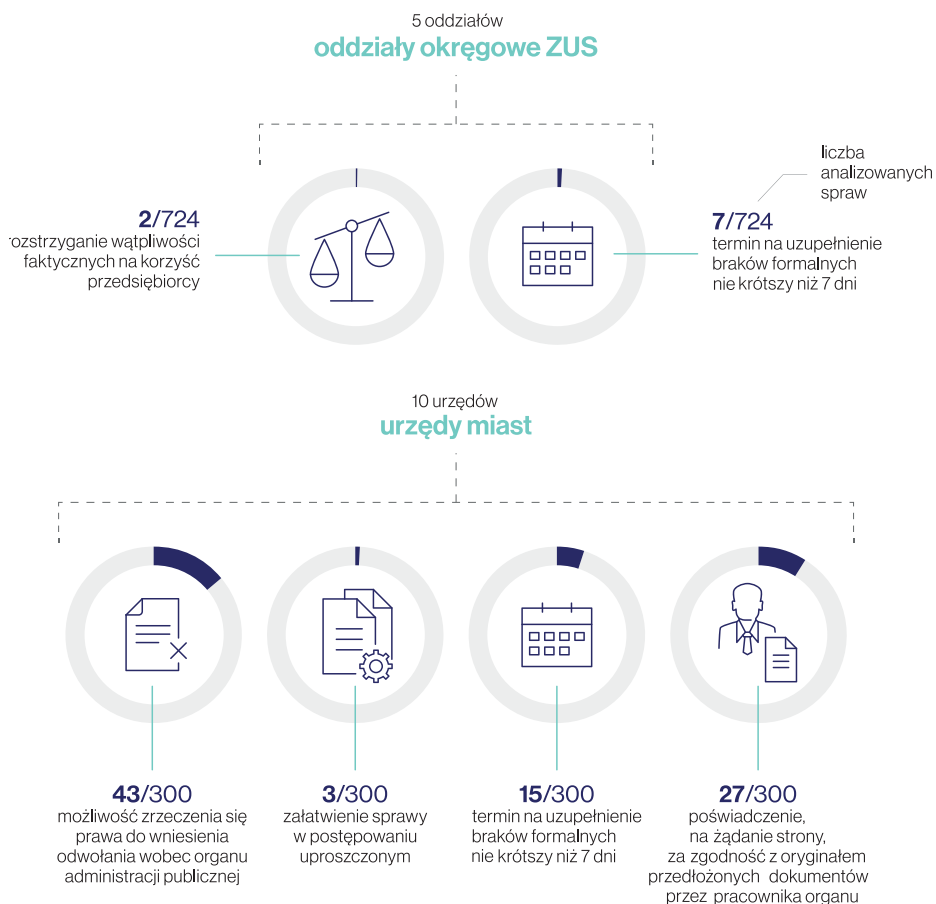 5 oddziałów
oddziały okręgowe ZUS
liczba
analizowanych
spraw
2/724
rozstrzyganie wątpliwości
faktycznych na korzyść
przedsiębiorcy
7/724
termin na uzupełnienie
braków formalnych
nie krótszy niż 7 dni
10 urzędów
urzędy miast
43/300
możliwość zrzeczenia się
prawa do wniesienia
odwołania wobec organu
administracji publicznej
3/300
załatwienie sprawy
w postępowaniu
uproszczonym
15/300
termin na uzupełnienie
braków formalnych
nie krótszy niż 7 dni
27/300
poświadczenie,
na żądanie strony,
za zgodność z oryginałem
przedłożonych dokumentów
przez pracownika organu